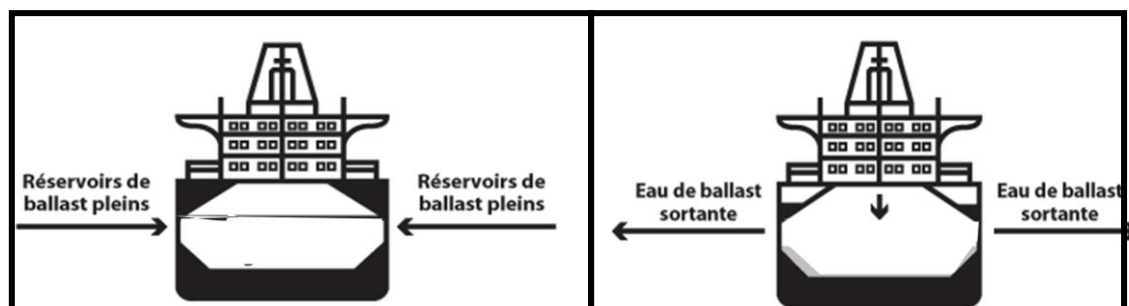 Réservoirs de
ballast pleins
Réservoirs de
ballast pleins
Eau de ballast
sortante
Eau de ballast
sortante